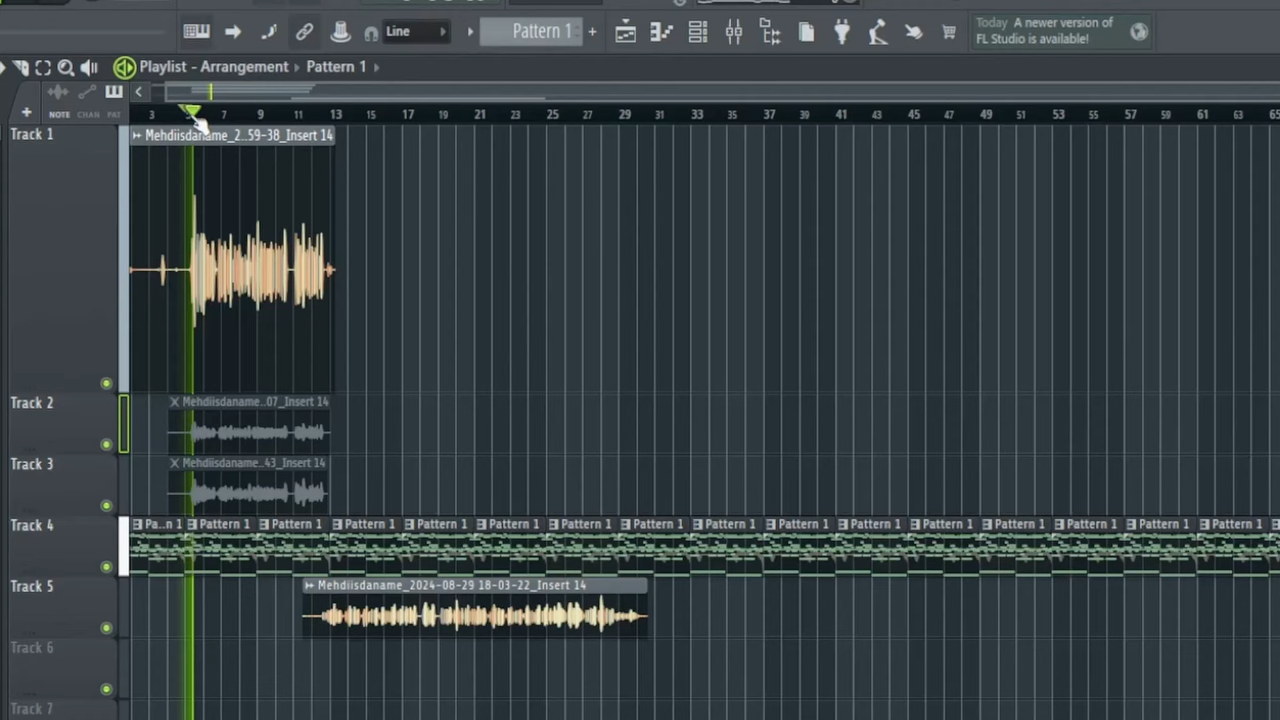 Line
Pattern 1
+
Today A newer version of
FL Studio is available!
Playlist - Arrangement › Pattern 1 ›
NOTE CHAN PAT
3 7 9 11 13 15 17 19 21 23 25 27 29 31 33 35 37 39 41 43 45 47 49 51 53 55 57 59 61 63 65
Track 1
Mehdiisdaname_2..59-38_Insert 14
Track 2
Mehdiisdaname..07_Insert 14
Track 3
Mehdiisdaname..43_Insert 14
Track 4
Pa..n 1 Pattern 1 Pattern 1 Pattern 1 Pattern 1 Pattern 1 Pattern 1 Pattern 1 Pattern 1 Pattern 1 Pattern 1 Pattern 1 Pattern 1 Pattern 1 Pattern 1 Pattern 1
Track 5
Mehdiisdaname_2024-08-29 18-03-22_Insert 14
Track 6
Track 7